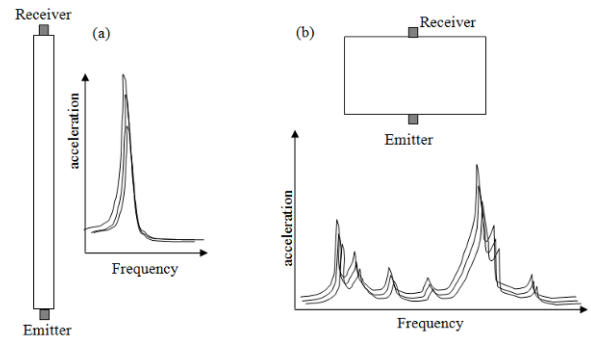 Receiver
(a)
acceleration
Frequency
Emitter
(b)
Receiver
Emitter
acceleration
Frequency